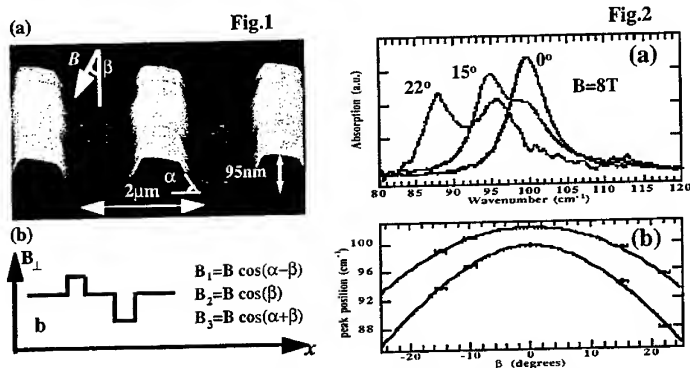 Fig.1
(a)
B
β
α
2μm
95nm
(b)
B⊥
B₁=B cos(α−β)
B₂=B cos(β)
B₃=B cos(α+β)
b
x
Fig.2
(a)
0°
15°
22°
B=8T
Absorption (a.u.)
80 85 90 95 100 105 110 115 120
Wavenumber (cm⁻¹)
(b)
peak position (cm⁻¹)
100
96
92
88
-20 -10 0 10 20
β (degrees)